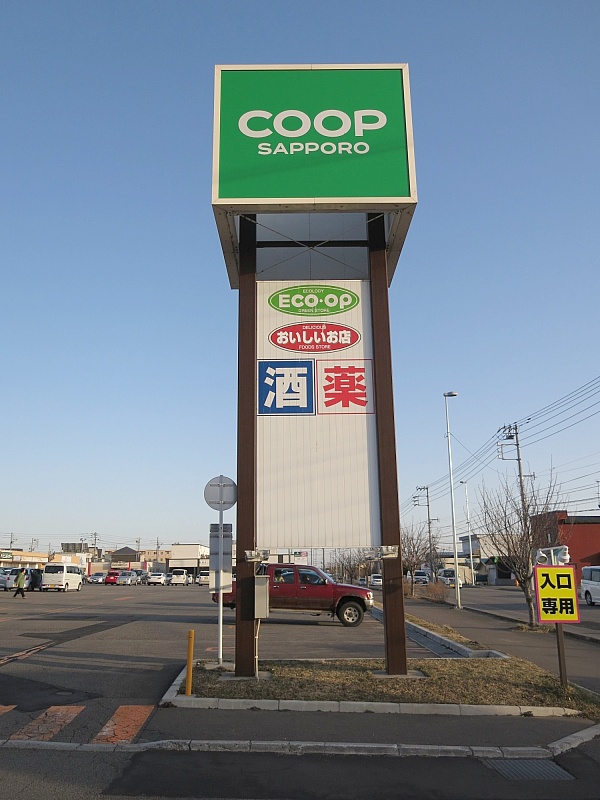 COOP
SAPPORO
ECOLOGY
ECO-OP
GREEN STORE
DELICIOUS
おいしいお店
FOODS STORE
酒 薬
入口
専用